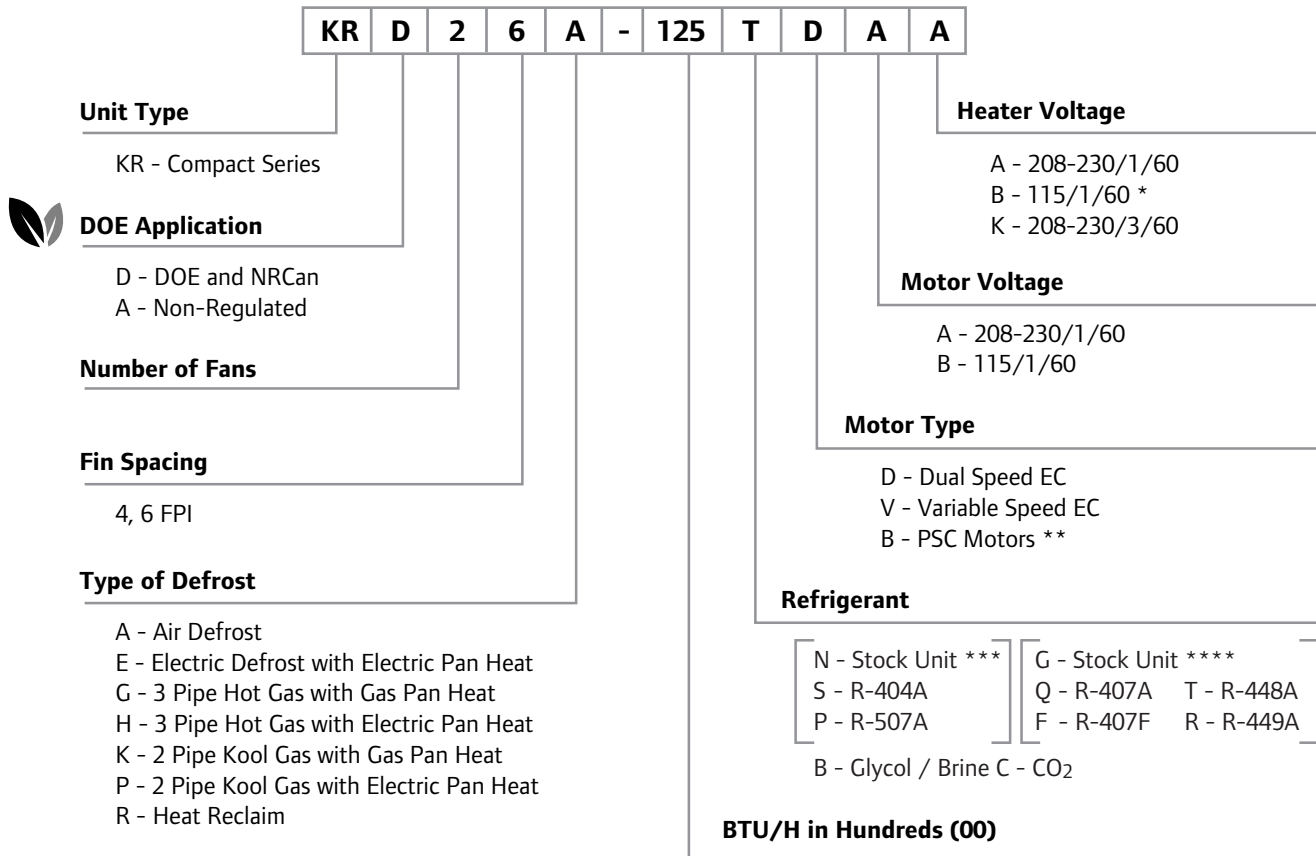 KR D 2 6 A - 125 T D A A
Unit Type
KR - Compact Series
DOE Application
D - DOE and NRCan
A - Non-Regulated
Number of Fans
Fin Spacing
4, 6 FPI
Type of Defrost
A - Air Defrost
E - Electric Defrost with Electric Pan Heat
G - 3 Pipe Hot Gas with Gas Pan Heat
H - 3 Pipe Hot Gas with Electric Pan Heat
K - 2 Pipe Kool Gas with Gas Pan Heat
P - 2 Pipe Kool Gas with Electric Pan Heat
R - Heat Reclaim
Heater Voltage
A - 208-230/1/60
B - 115/1/60 *
K - 208-230/3/60
Motor Voltage
A - 208-230/1/60
B - 115/1/60
Motor Type
D - Dual Speed EC
V - Variable Speed EC
B - PSC Motors **
Refrigerant
N - Stock Unit ***
S - R-404A
P - R-507A
G - Stock Unit ****
Q - R-407A T - R-448A
F - R-407F R - R-449A
B - Glycol / Brine C - CO2
BTU/H in Hundreds (00)